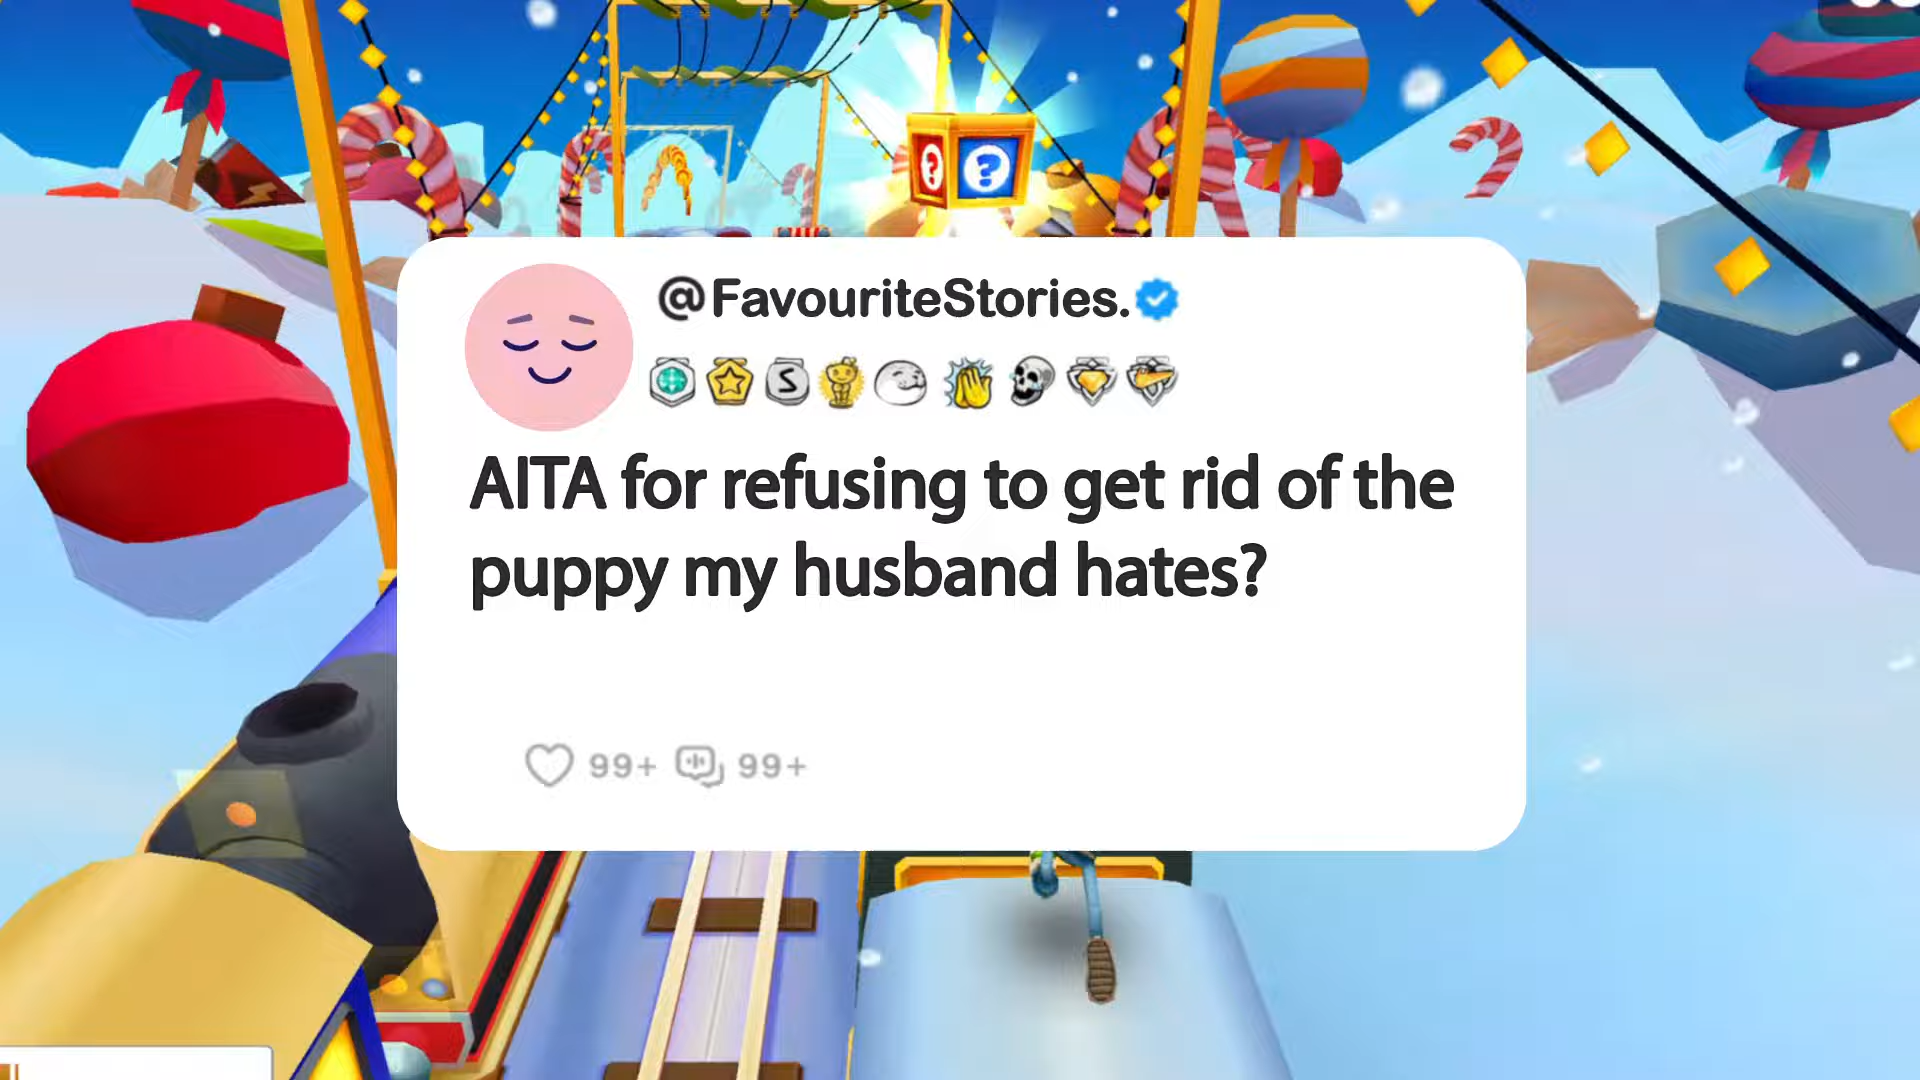 @FavouriteStories.
S
AITA for refusing to get rid of the
puppy my husband hates?
99+ 99+
? ?